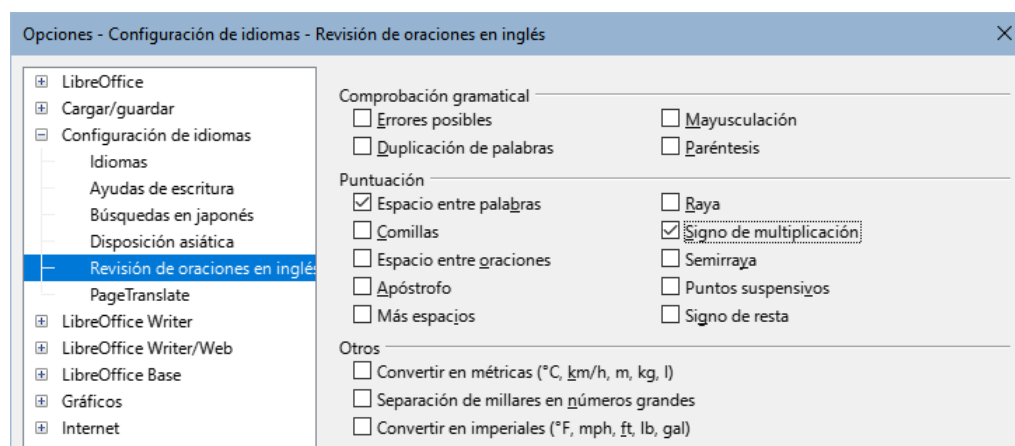 Opciones - Configuración de idiomas - Revisión de oraciones en inglés
LibreOffice
Cargar/guardar
Configuración de idiomas
Idiomas
Ayudas de escritura
Búsquedas en japonés
Disposición asiática
Revisión de oraciones en inglés
PageTranslate
LibreOffice Writer
LibreOffice Writer/Web
LibreOffice Base
Gráficos
Internet
Comprobación gramatical
Errores posibles
Mayusculación
Duplicación de palabras
Paréntesis
Puntuación
Espacio entre palabras
Raya
Comillas
Signo de multiplicación
Espacio entre oraciones
Semirraya
Apóstrofo
Puntos suspensivos
Más espacios
Signo de resta
Otros
Convertir en métricas (°C, km/h, m, kg, l)
Separación de millares en números grandes
Convertir en imperiales (°F, mph, ft, lb, gal)